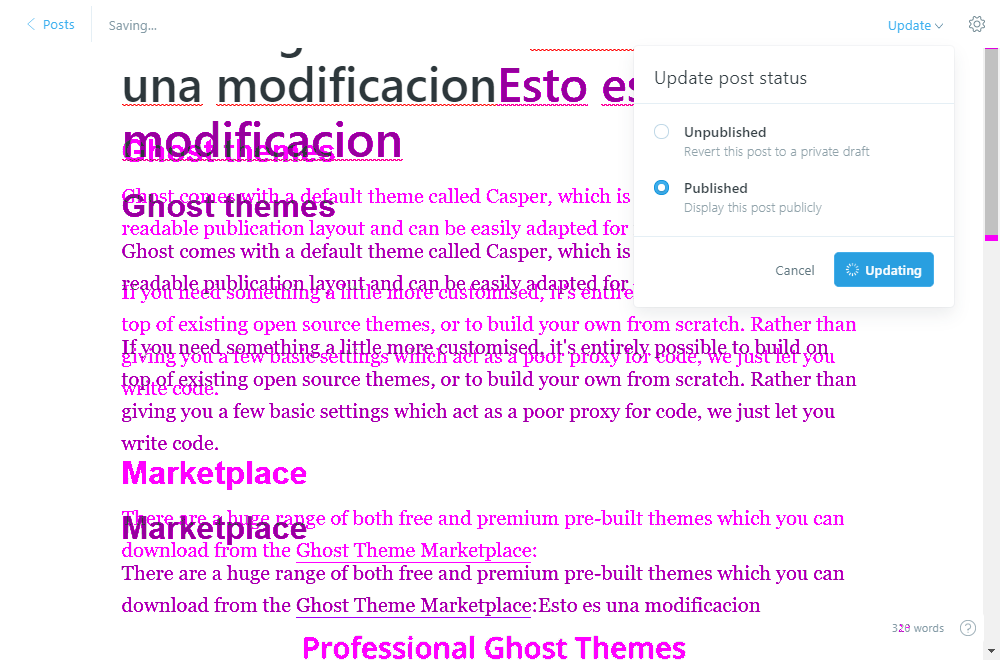 Posts
Saving...
Update
una modificacionEsto es
modificacion
Ghost themes
Ghost comes with a default theme called Casper, which is
Ghost themes
readable publication layout and can be easily adapted for
Ghost comes with a default theme called Casper, which is
readable publication layout and can be easily adapted for
If you need something a little more customised, it's entire
top of existing open source themes, or to build your own from scratch. Rather than
If you need something a little more customised, it's entirely possible to build on
giving you a few basic settings which act as a poor proxy for code, we just let you
top of existing open source themes, or to build your own from scratch. Rather than
write code.
giving you a few basic settings which act as a poor proxy for code, we just let you
write code.
Marketplace
There are a huge range of both free and premium pre-built themes which you can
Marketplace
download from the Ghost Theme Marketplace:
There are a huge range of both free and premium pre-built themes which you can
download from the Ghost Theme Marketplace:Esto es una modificacion
Professional Ghost Themes
Update post status
Unpublished
Revert this post to a private draft
Published
Display this post publicly
Cancel
Updating
words